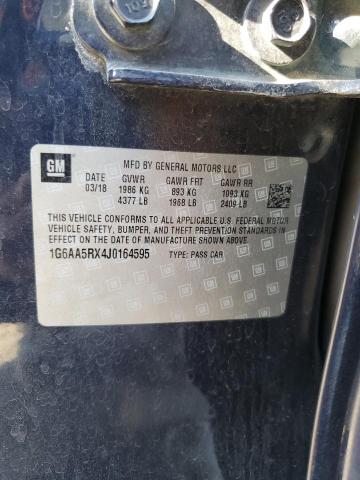 GM
MFD BY GENERAL MOTORS LLC
DATE GVWR GAWR FRT GAWR RR
03/18 1986 KG 893 KG 1093 KG
4377 LB 1968 LB 2409 LB
THIS VEHICLE CONFORMS TO ALL APPLICABLE U.S. FEDERAL MOTOR
VEHICLE SAFETY, BUMPER, AND THEFT PREVENTION STANDARDS IN
EFFECT ON THE DATE OF MANUFACTURE SHOWN ABOVE.
1G6AA5RX4J0164595 TYPE: PASS CAR